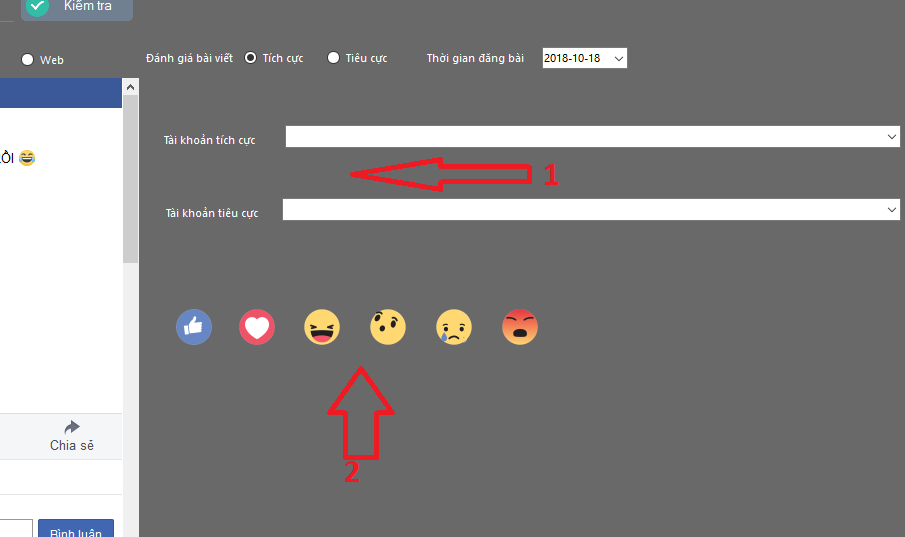 Kiểm tra
Web
Đánh giá bài viết Tích cực Tiêu cực Thời gian đăng bài 2018-10-18
Tài khoản tích cực
1
Tài khoản tiêu cực
2
Chia sẻ
Bình luận